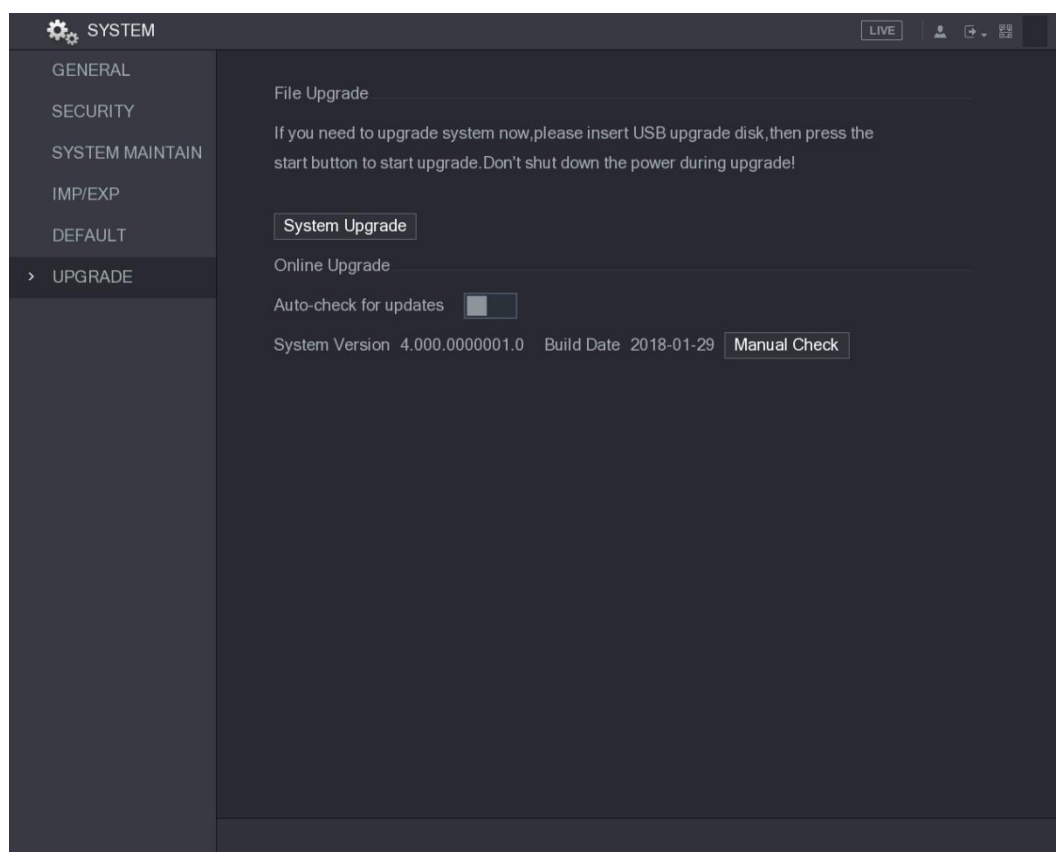 SYSTEM
LIVE
GENERAL
SECURITY
SYSTEM MAINTAIN
IMP/EXP
DEFAULT
> UPGRADE
File Upgrade
If you need to upgrade system now,please insert USB upgrade disk,then press the
start button to start upgrade.Don't shut down the power during upgrade!
System Upgrade
Online Upgrade
Auto-check for updates
System Version 4.000.0000001.0 Build Date 2018-01-29 Manual Check